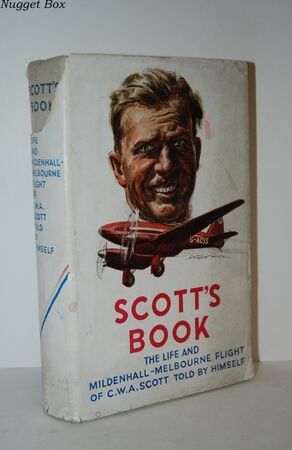 Nugget Box
SCOTT'S
BOOK
THE LIFE AND
MILDENHALL-MELBOURNE FLIGHT
OF C.W.A. SCOTT TOLD BY HIMSELF
G-ACSS
SCOTT'S
BOOK
LIFE
AND
MILDENHALL-
MELBOURNE
FLIGHT
OF
C.W.A.
SCOTT
TOLD
BY
HIMSELF